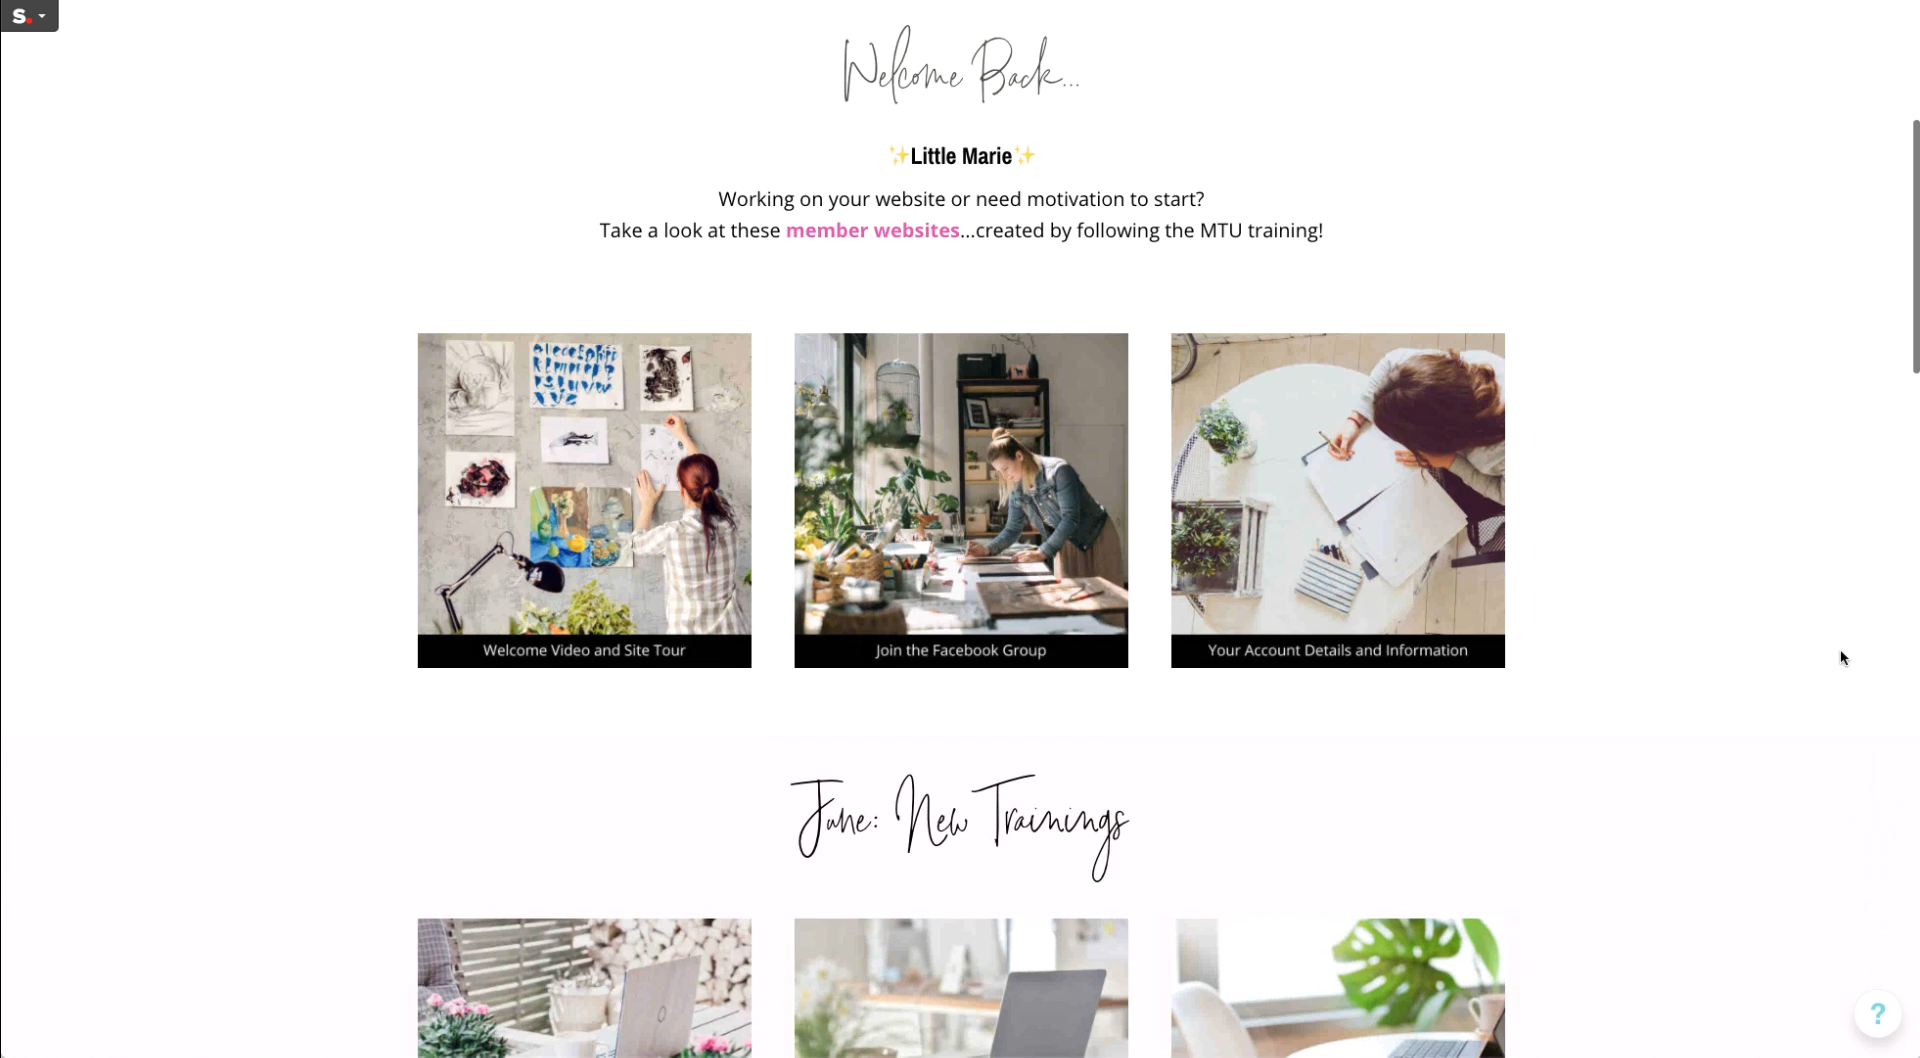 S.
Welcome Back...
✨Little Marie✨
Working on your website or need motivation to start?
Take a look at these member websites...created by following the MTU training!
Welcome Video and Site Tour
Join the Facebook Group
Your Account Details and Information
June: New Trainings
?